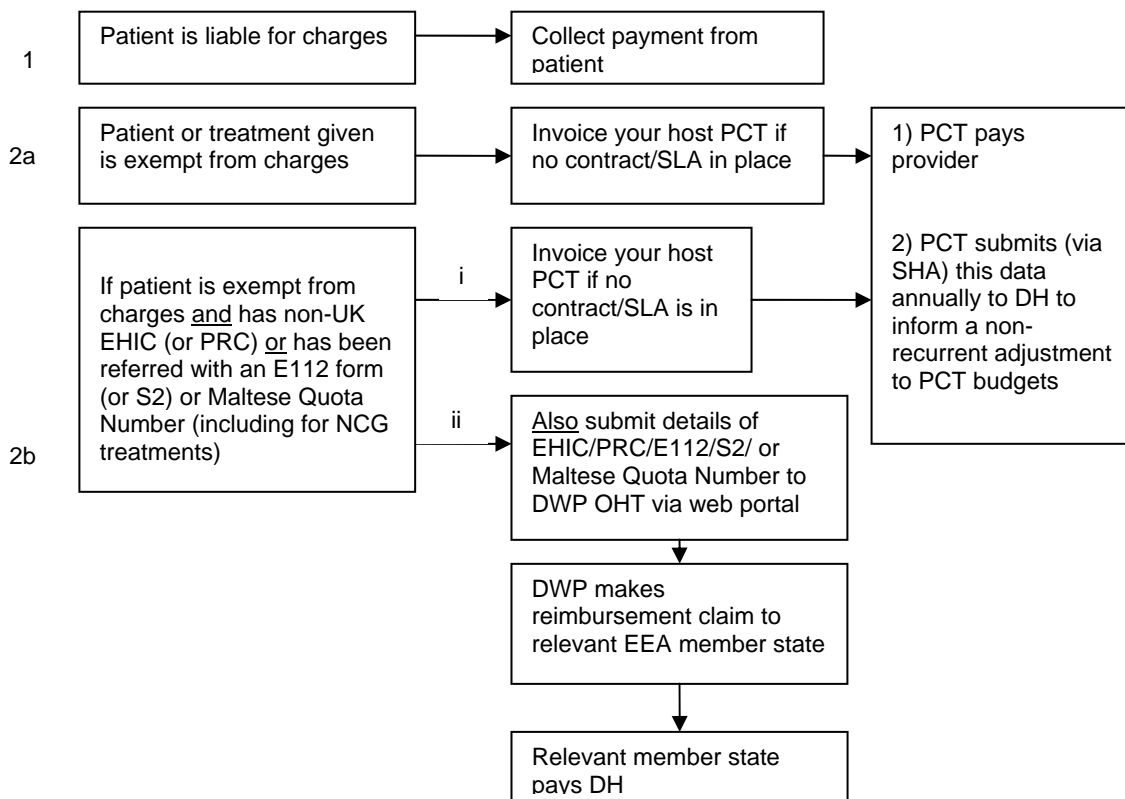 1
Patient is liable for charges
Collect payment from
patient
2a
Patient or treatment given
is exempt from charges
Invoice your host PCT if
no contract/SLA in place
1) PCT pays
provider
2) PCT submits (via
SHA) this data
annually to DH to
inform a non-
recurrent adjustment
to PCT budgets
2b
If patient is exempt from
charges and has non-UK
EHIC (or PRC) or has been
referred with an E112 form
(or S2) or Maltese Quota
Number (including for NCG
treatments)
i
Invoice your host
PCT if no
contract/SLA is in
place
ii
Also submit details of
EHIC/PRC/E112/S2/ or
Maltese Quota Number to
DWP OHT via web portal
DWP makes
reimbursement claim to
relevant EEA member state
Relevant member state
pays DH